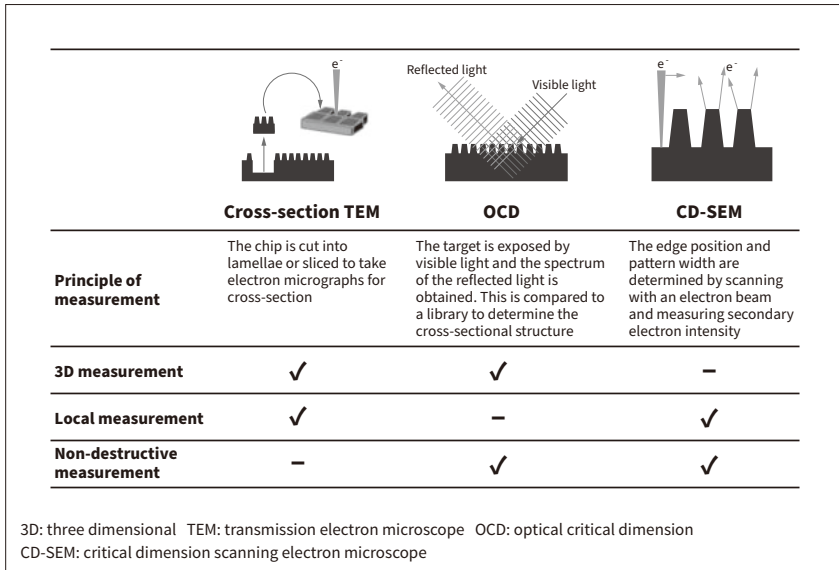 e-
e-
e-
Reflected light
Visible light
Cross-section TEM
OCD
CD-SEM
Principle of
measurement
The chip is cut into
lamellae or sliced to take
electron micrographs for
cross-section
The target is exposed by
visible light and the spectrum
of the reflected light is
obtained. This is compared to
a library to determine the
cross-sectional structure
The edge position and
pattern width are
determined by scanning
with an electron beam
and measuring secondary
electron intensity
3D measurement ✓ ✓ –
Local measurement ✓ – ✓
Non-destructive
measurement – ✓ ✓
3D: three dimensional TEM: transmission electron microscope OCD: optical critical dimension
CD-SEM: critical dimension scanning electron microscope